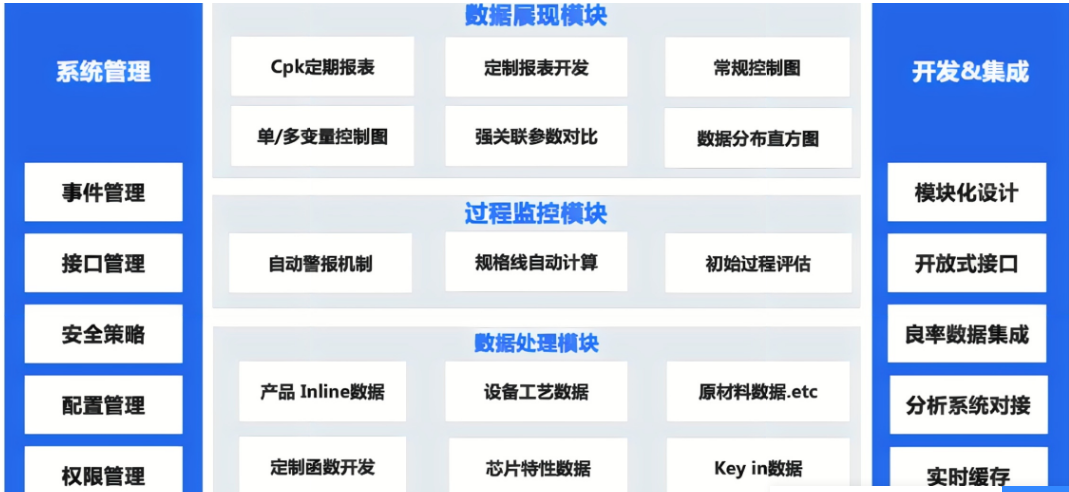 系统管理
事件管理
接口管理
安全策略
配置管理
权限管理
数据展现模块
Cpk定期报表
定制报表开发
常规控制图
单/多变量控制图
强关联参数对比
数据分布直方图
过程监控模块
自动警报机制
规格线自动计算
初始过程评估
数据处理模块
产品 Inline数据
设备工艺数据
原材料数据.etc
定制函数开发
芯片特性数据
Key in数据
开发&集成
模块化设计
开放式接口
良率数据集成
分析系统对接
实时缓存